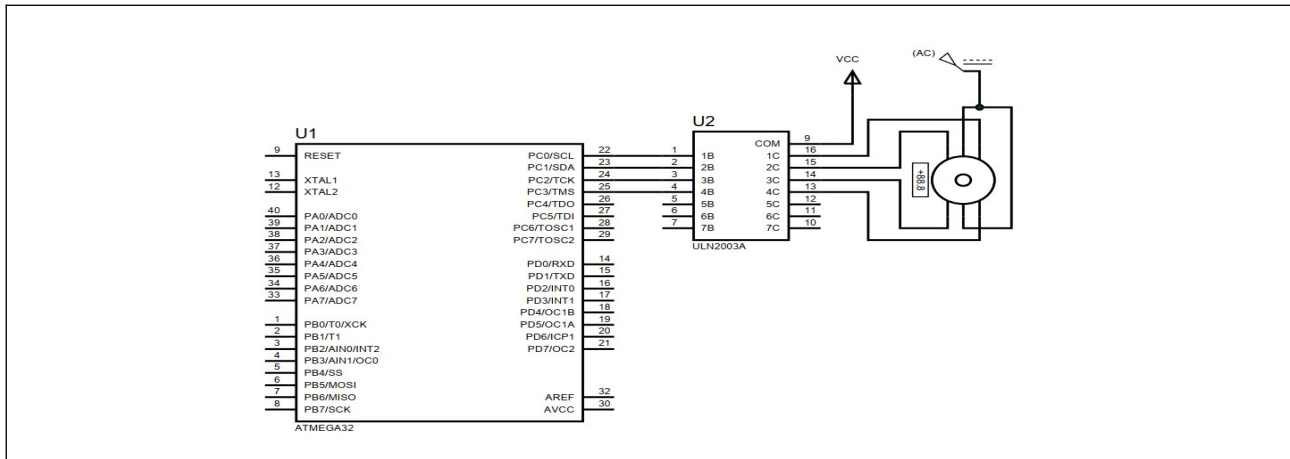 (AC)
VCC
U1
U2
9 RESET
13 XTAL1
12 XTAL2
40 PA0/ADC0
39 PA1/ADC1
38 PA2/ADC2
37 PA3/ADC3
36 PA4/ADC4
35 PA5/ADC5
34 PA6/ADC6
33 PA7/ADC7
1 PB0/T0/XCK
2 PB1/T1
3 PB2/AIN0/INT2
4 PB3/AIN1/OC0
5 PB4/SS
6 PB5/MOSI
7 PB6/MISO
8 PB7/SCK
PC0/SCL 22
PC1/SDA 23
PC2/TCK 24
PC3/TMS 25
PC4/TDO 26
PC5/TDI 27
PC6/TOSC1 28
PC7/TOSC2 29
PD0/RXD 14
PD1/TXD 15
PD2/INT0 16
PD3/INT1 17
PD4/OC1B 18
PD5/OC1A 19
PD6/ICP1 20
PD7/OC2 21
AREF 32
AVCC 30
ATMEGA32
1 1B
2 2B
3 3B
4 4B
5 5B
6 6B
7 7B
COM 9
1C 16
2C 15
3C 14
4C 13
5C 12
6C 11
7C 10
ULN2003A
+88.8